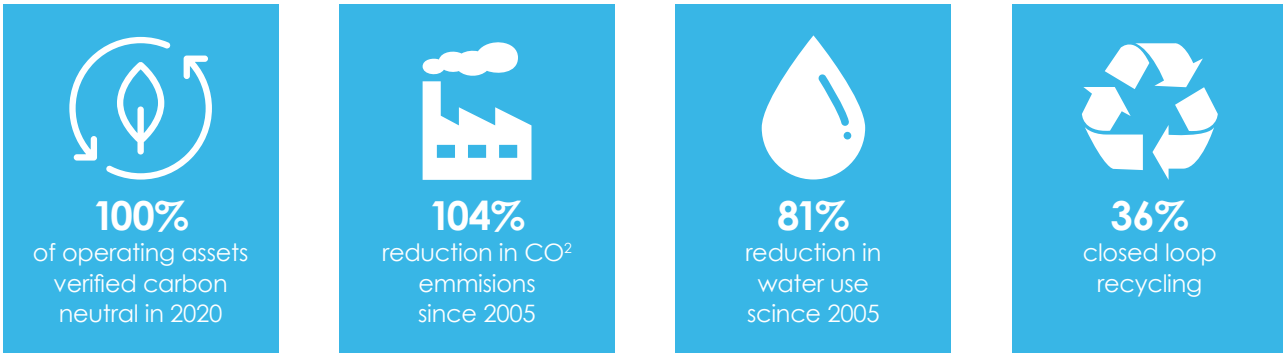 100%
of operating assets
verified carbon
neutral in 2020
104%
reduction in CO²
emmisions
since 2005
81%
reduction in
water use
scince 2005
36%
closed loop
recycling